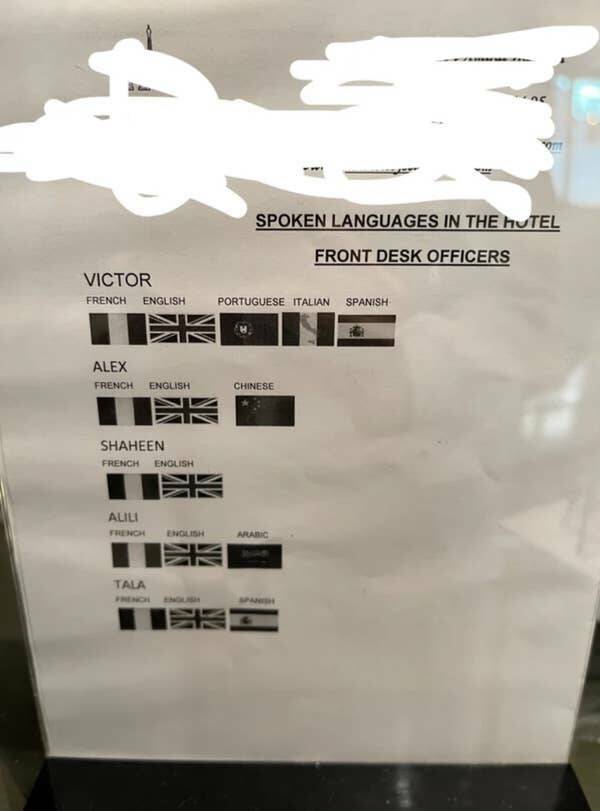 SPOKEN LANGUAGES IN THE HOTEL
FRONT DESK OFFICERS
VICTOR
FRENCH ENGLISH PORTUGUESE ITALIAN SPANISH
ALEX
FRENCH ENGLISH CHINESE
SHAHEEN
FRENCH ENGLISH
ALILI
FRENCH ENGLISH ARABIC
TALA
FRENCH ENGLISH SPANISH